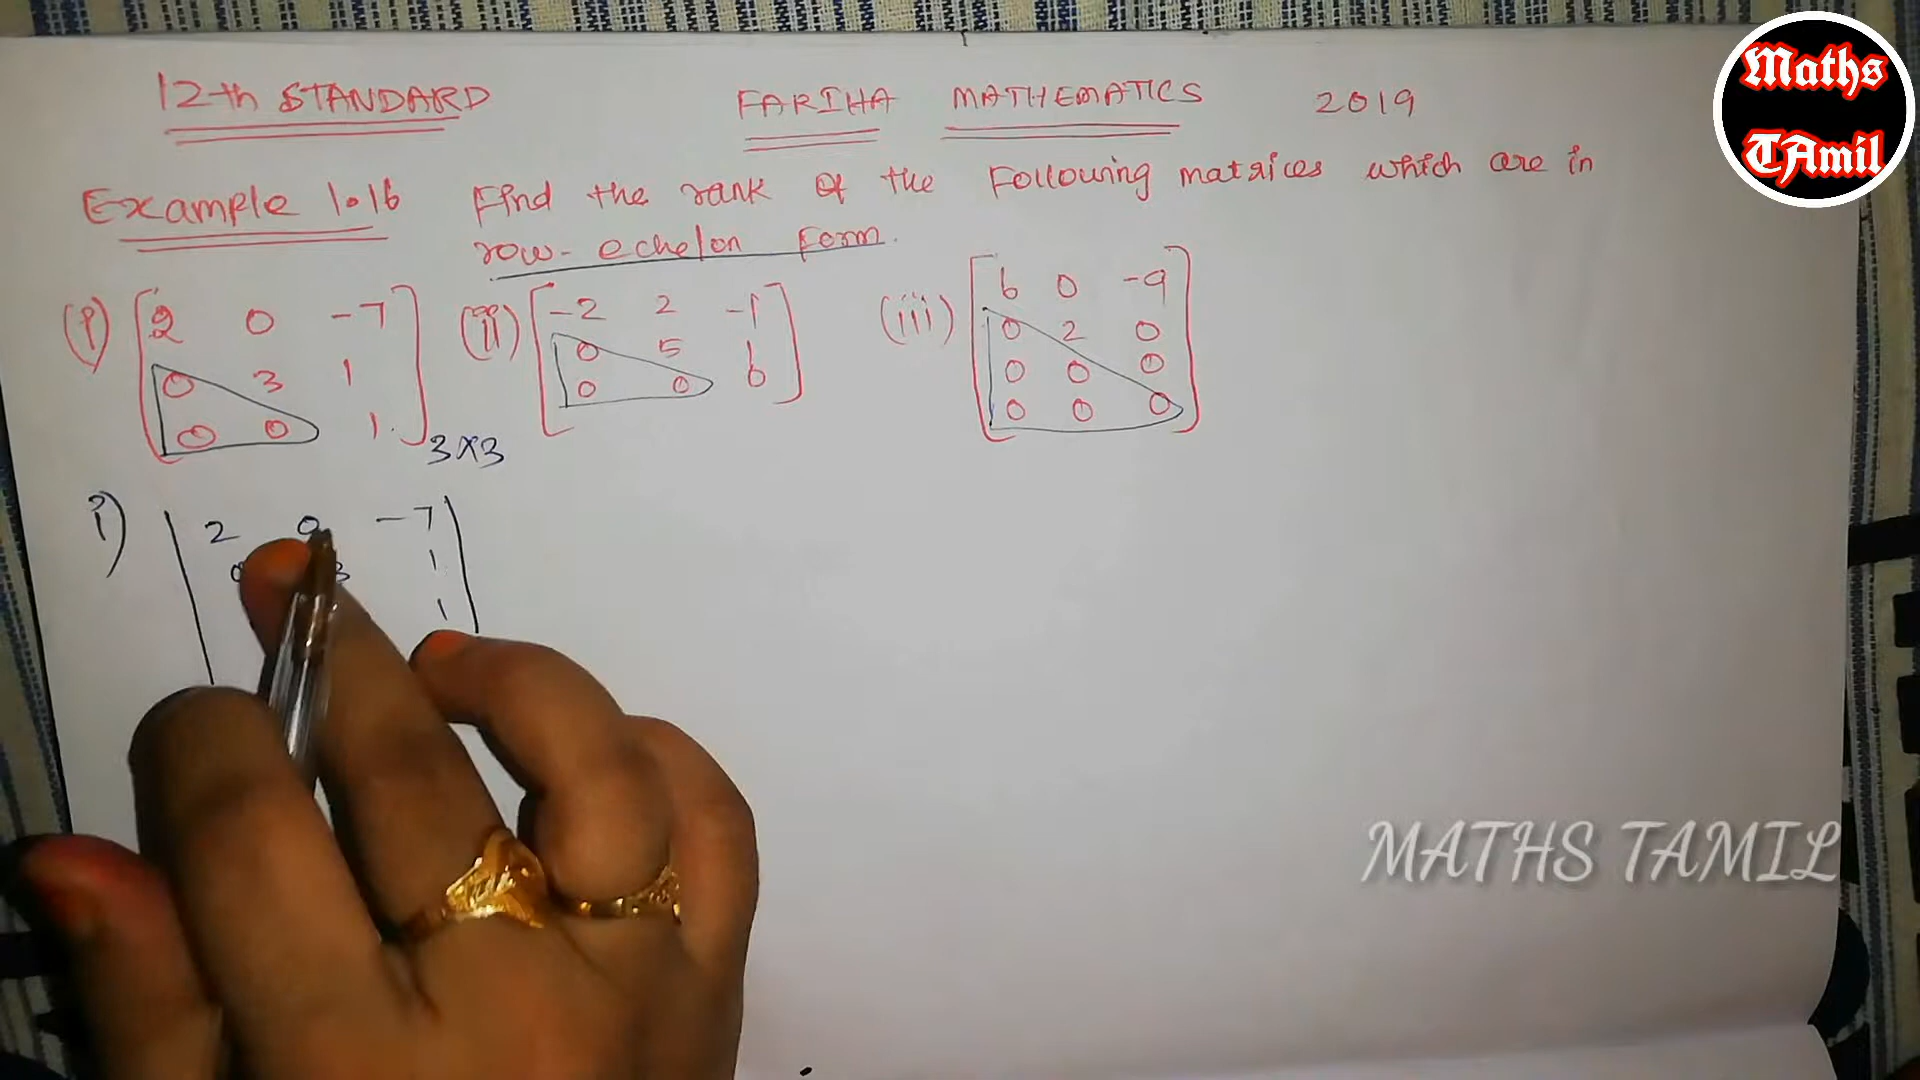 Maths
TAmil
12th STANDARD FARIHA MATHEMATICS 2019
Example 1.16 Find the rank of the Following matrices which are in
row-echelon form.
(i) 2 0 -7
0 3 1
0 0 1.
3×3
(ii) -2 2 -1
0 5 1
0 0 6
(iii) 6 0 -9
0 2 0
0 0 0
0 0 0
i) 2 0 -7
0 3 1
1
MATHS TAMIL